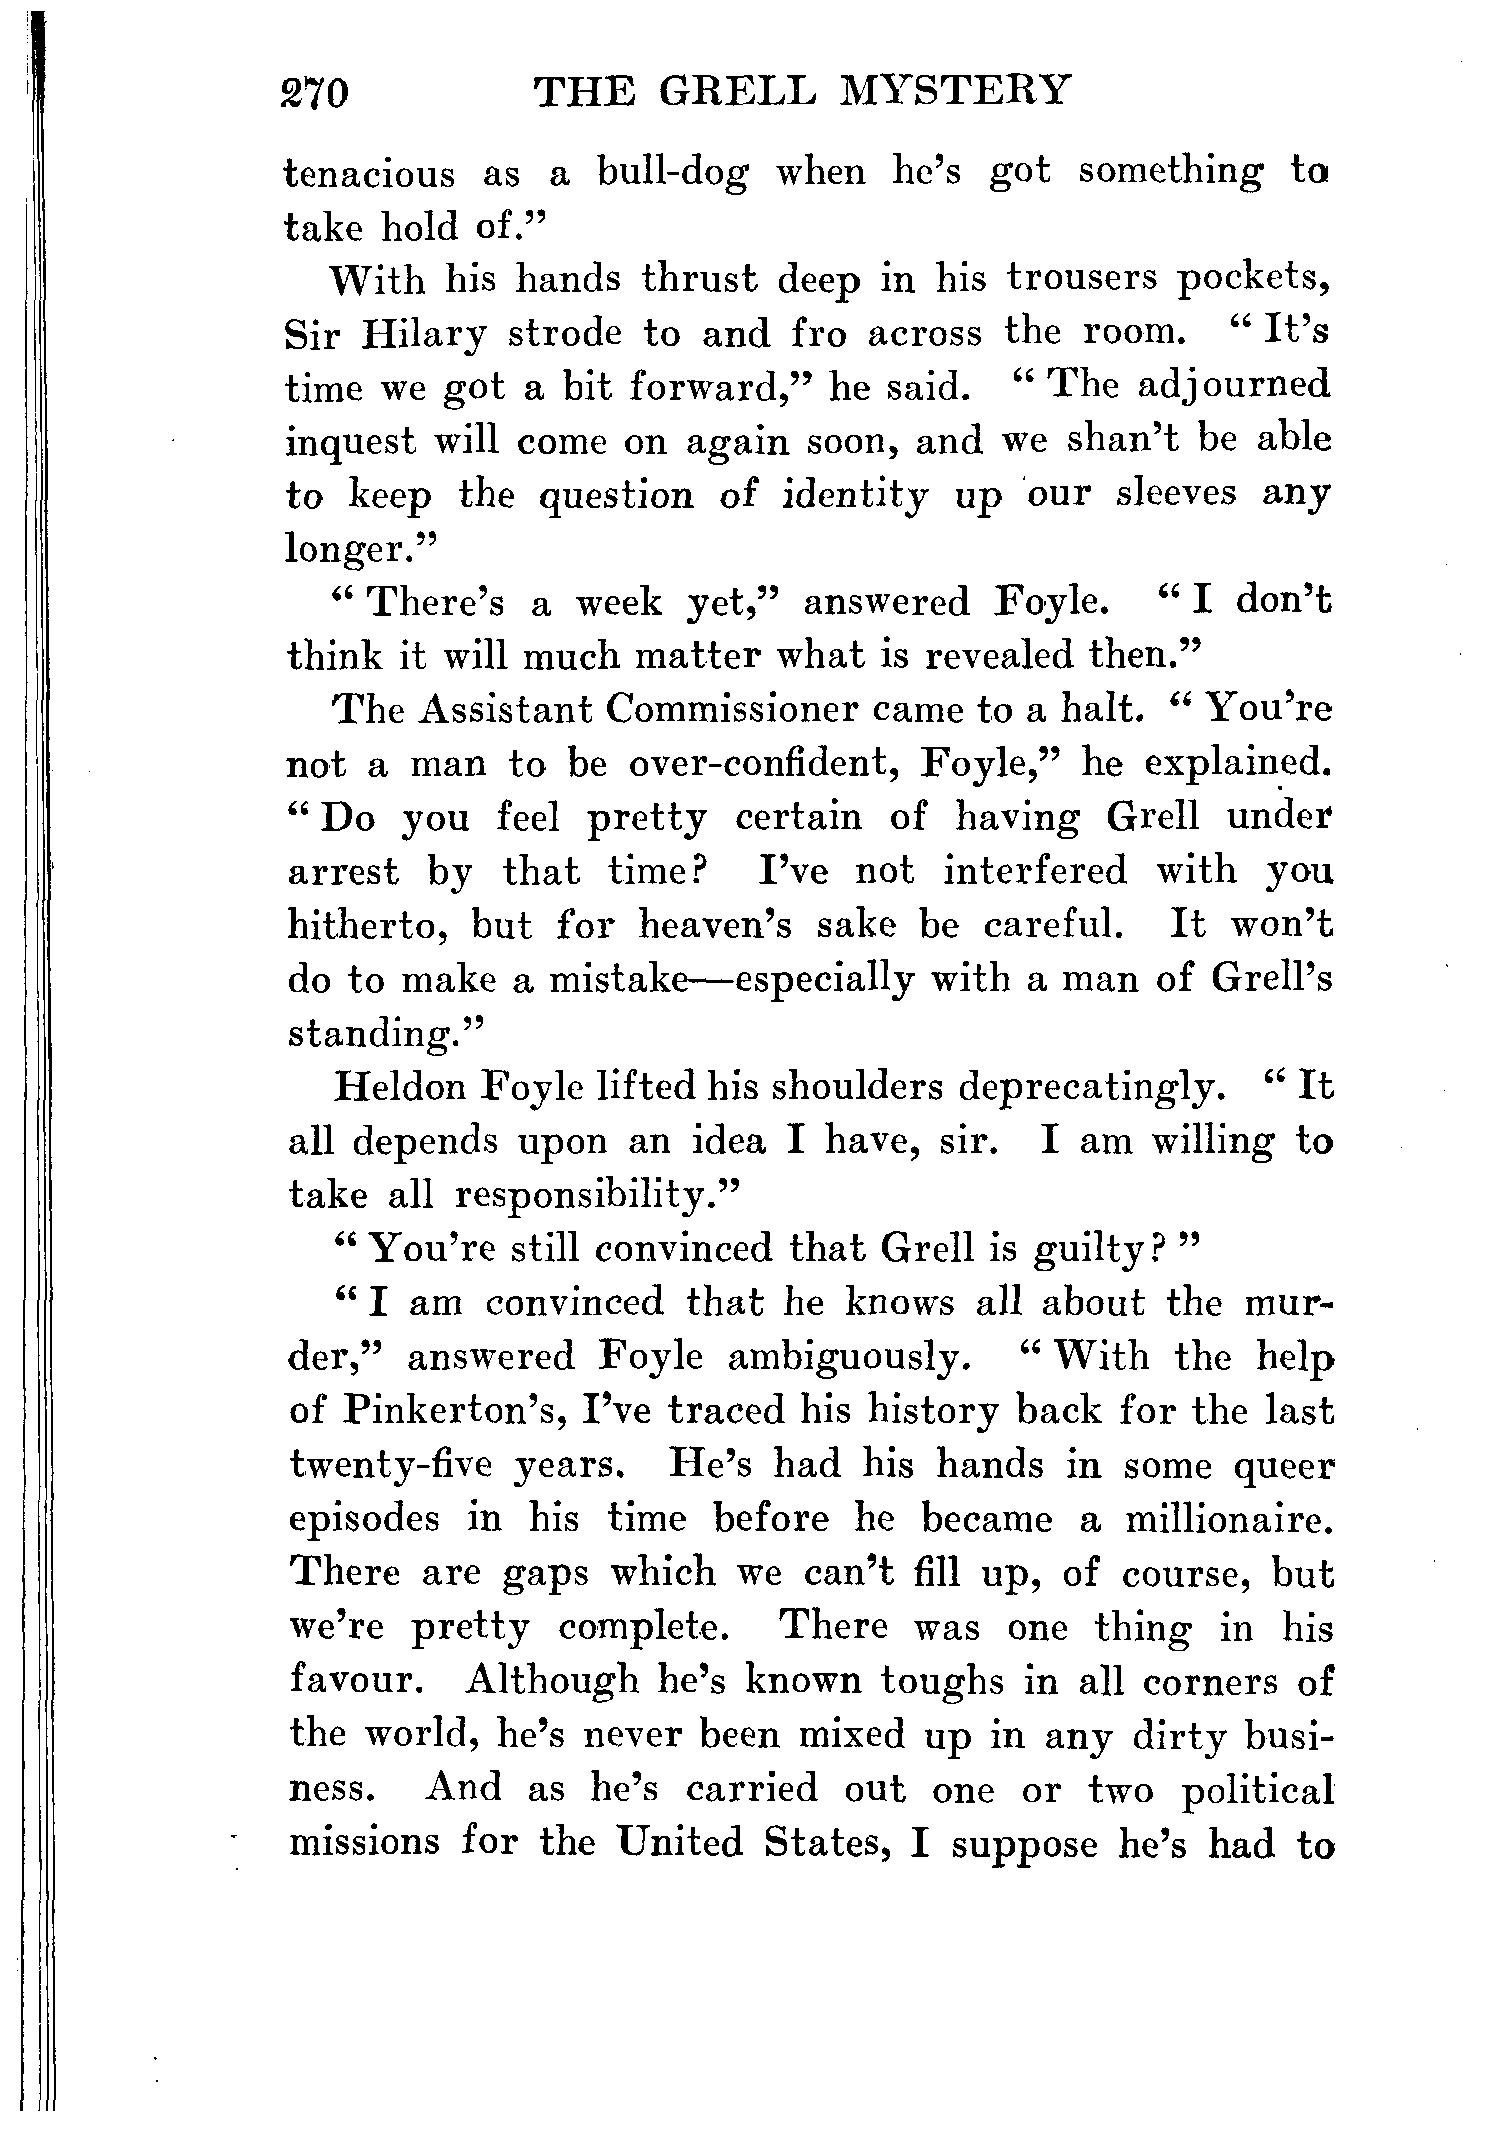 270 THE GRELL MYSTERY
tenacious as a bull-dog when he's got something to
take hold of."
With his hands thrust deep in his trousers pockets,
Sir Hilary strode to and fro across the room. "It's
time we got a bit forward," he said. "The adjourned
inquest will come on again soon, and we shan't be able
to keep the question of identity up our sleeves any
longer."
"There's a week yet," answered Foyle. "I don't
think it will much matter what is revealed then."
The Assistant Commissioner came to a halt. "You're
not a man to be over-confident, Foyle," he explained.
"Do you feel pretty certain of having Grell under
arrest by that time? I've not interfered with you
hitherto, but for heaven's sake be careful. It won't
do to make a mistake—especially with a man of Grell's
standing."
Heldon Foyle lifted his shoulders deprecatingly. "It
all depends upon an idea I have, sir. I am willing to
take all responsibility."
"You're still convinced that Grell is guilty?"
"I am convinced that he knows all about the mur-
der," answered Foyle ambiguously. "With the help
of Pinkerton's, I've traced his history back for the last
twenty-five years. He's had his hands in some queer
episodes in his time before he became a millionaire.
There are gaps which we can't fill up, of course, but
we're pretty complete. There was one thing in his
favour. Although he's known toughs in all corners of
the world, he's never been mixed up in any dirty busi-
ness. And as he's carried out one or two political
missions for the United States, I suppose he's had to